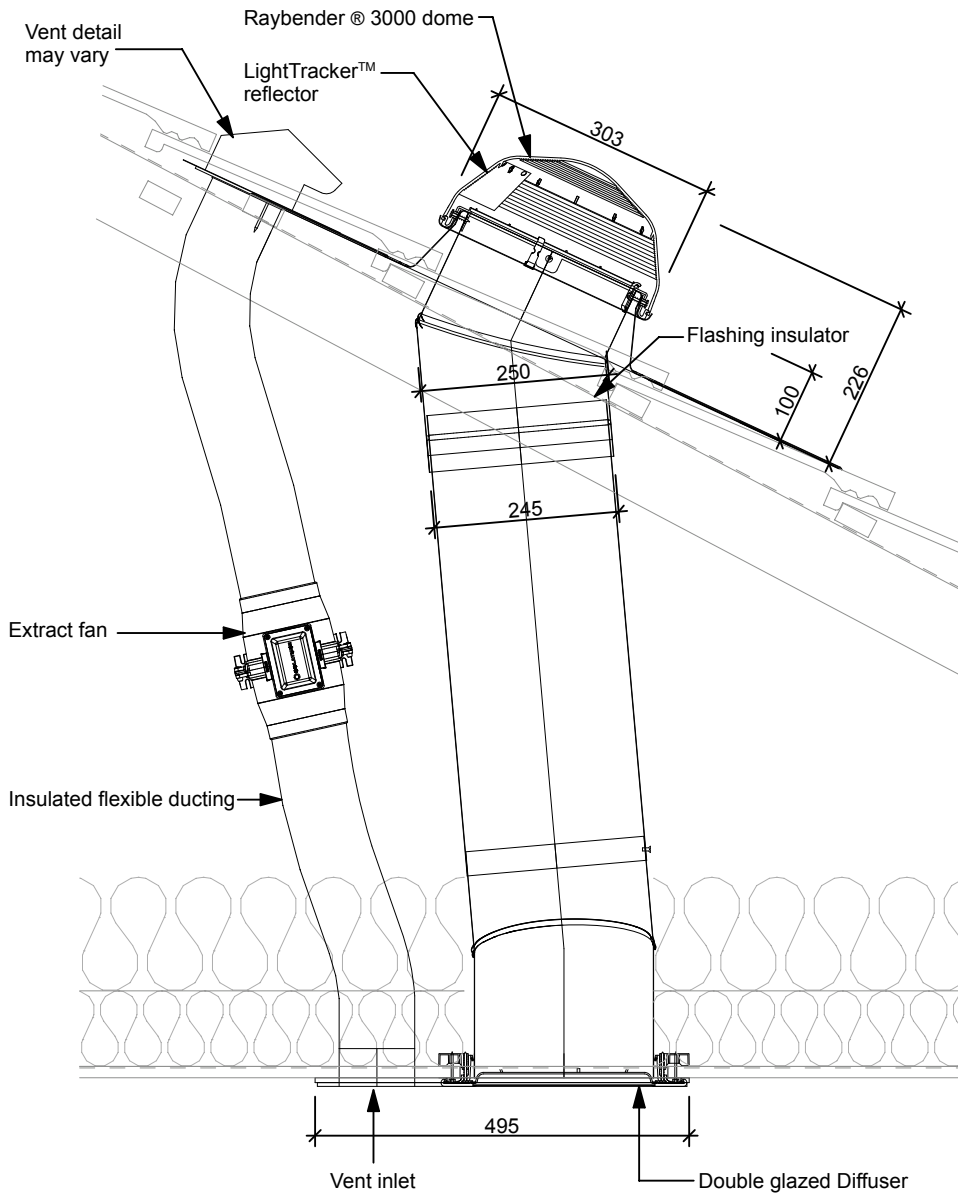 Raybender ® 3000 dome
Vent detail
may vary
LightTracker™
reflector
303
Flashing insulator
250
100
226
245
Extract fan
Insulated flexible ducting
495
Vent inlet
Double glazed Diffuser